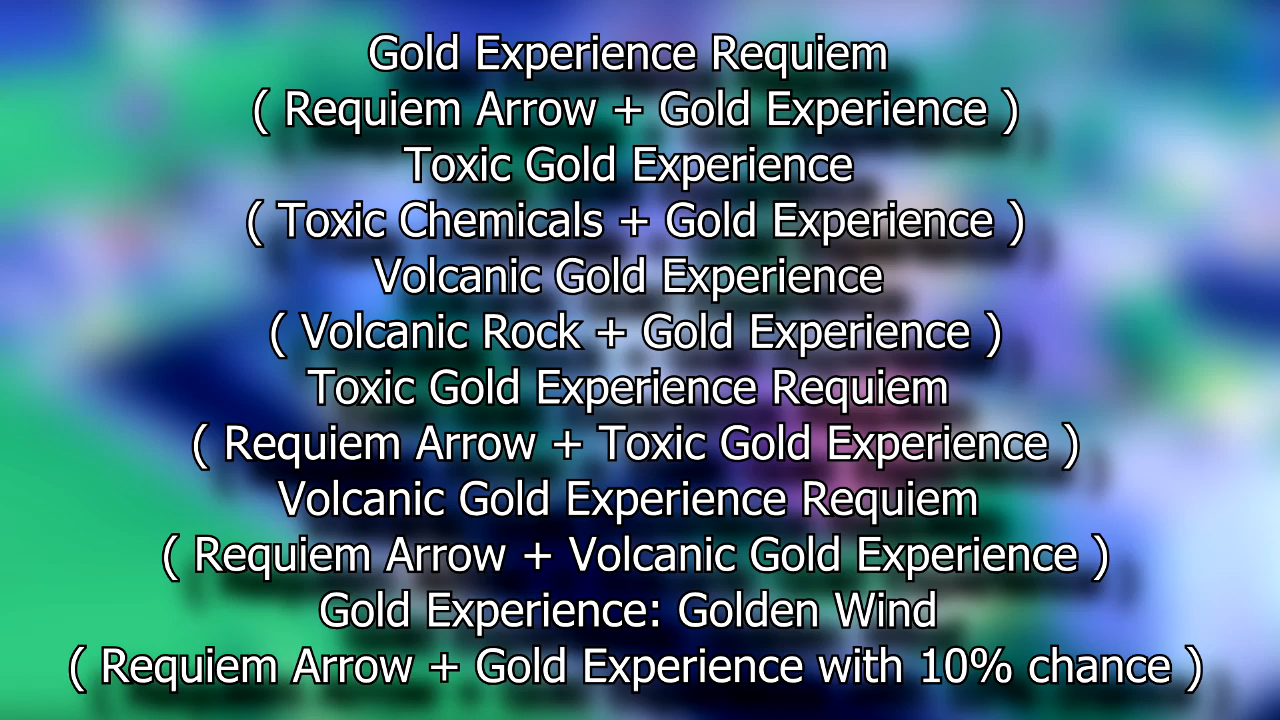 Gold Experience Requiem
( Requiem Arrow + Gold Experience )
Toxic Gold Experience
( Toxic Chemicals + Gold Experience )
Volcanic Gold Experience
( Volcanic Rock + Gold Experience )
Toxic Gold Experience Requiem
( Requiem Arrow + Toxic Gold Experience )
Volcanic Gold Experience Requiem
( Requiem Arrow + Volcanic Gold Experience )
Gold Experience: Golden Wind
( Requiem Arrow + Gold Experience with 10% chance )